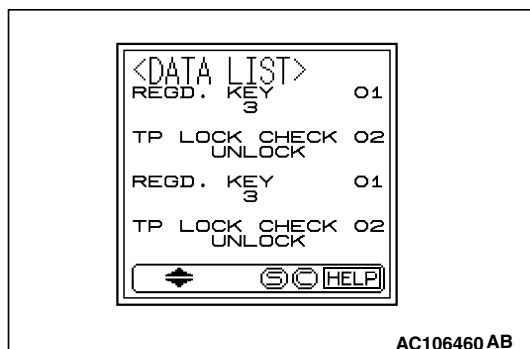 <DATA LIST>
REGD. KEY 01
3
TP LOCK CHECK 02
UNLOCK
REGD. KEY 01
3
TP LOCK CHECK 02
UNLOCK
S C HELP
AC106460 AB